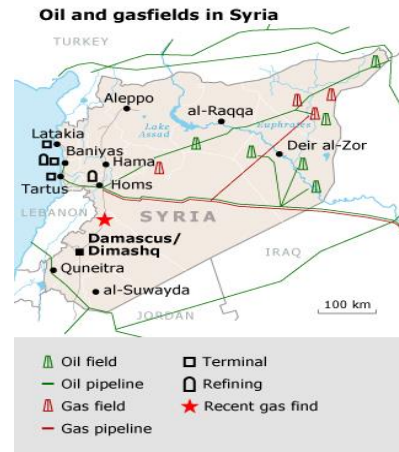 Oil and gasfields in Syria
TURKEY
Aleppo
al-Raqqa
Latakia
Lake
Assad
Euphrates
Baniyas
Hama
Deir al-Zor
Tartus
Homs
LEBANON
SYRIA
Damascus/
Dimashq
IRAQ
Quneitra
al-Suwayda
100 km
JORDAN
Oil field
Terminal
Oil pipeline
Refining
Gas field
Recent gas find
Gas pipeline